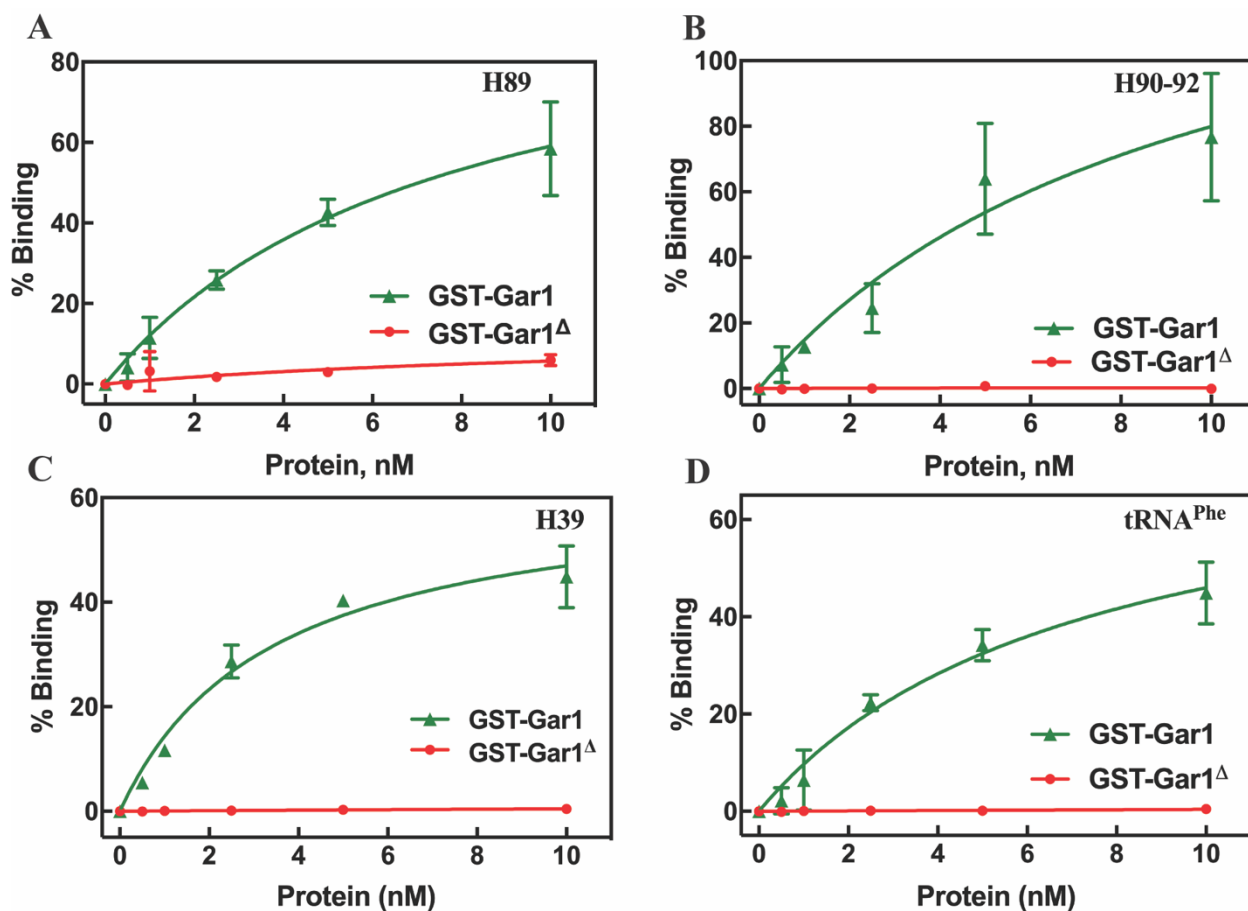 A
80
60
40
20
0
% Binding
H89
GST-Gar1
GST-Gar1Δ
0 2 4 6 8 10
Protein, nM
B
100
80
60
40
20
0
% Binding
H90-92
GST-Gar1
GST-Gar1Δ
0 2 4 6 8 10
Protein, nM
C
60
40
20
0
% Binding
H39
GST-Gar1
GST-Gar1Δ
0 2 4 6 8 10
Protein (nM)
D
60
40
20
0
% Binding
tRNAPhe
GST-Gar1
GST-Gar1Δ
0 2 4 6 8 10
Protein (nM)